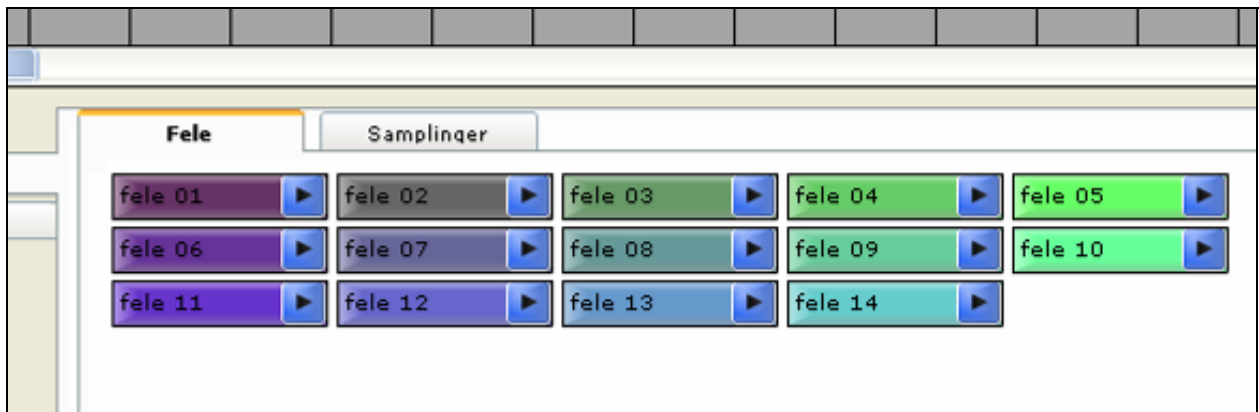 Fele Samplinger
fele 01 fele 02 fele 03 fele 04 fele 05
fele 06 fele 07 fele 08 fele 09 fele 10
fele 11 fele 12 fele 13 fele 14